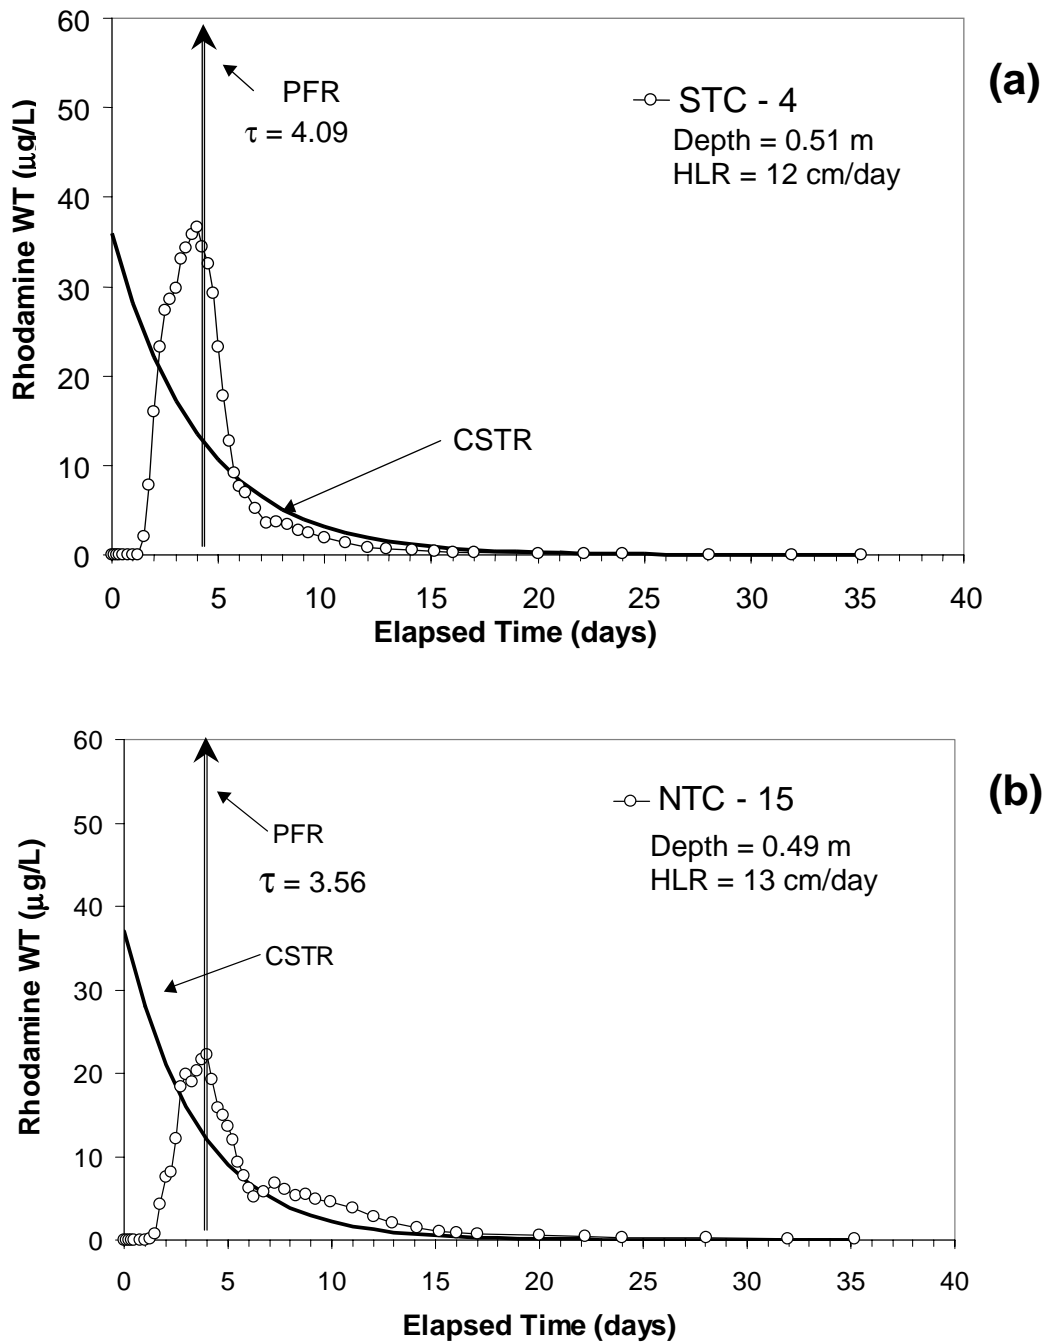 60
50
40
30
20
10
0
Rhodamine WT (µg/L)
PFR
τ = 4.09
STC - 4
Depth = 0.51 m
HLR = 12 cm/day
(a)
CSTR
0 5 10 15 20 25 30 35 40
Elapsed Time (days)
60
50
40
30
20
10
0
Rhodamine WT (µg/L)
PFR
τ = 3.56
CSTR
NTC - 15
Depth = 0.49 m
HLR = 13 cm/day
(b)
0 5 10 15 20 25 30 35 40
Elapsed Time (days)